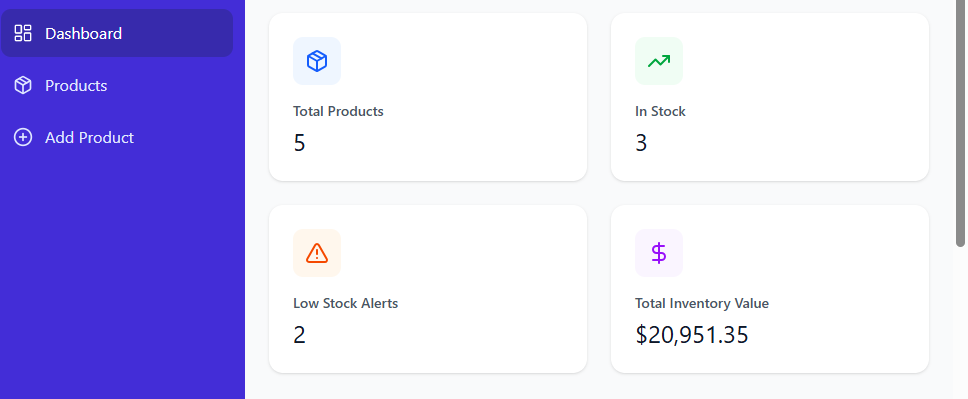 Dashboard
Products
Add Product
Total Products
5
In Stock
3
Low Stock Alerts
2
Total Inventory Value
$20,951.35